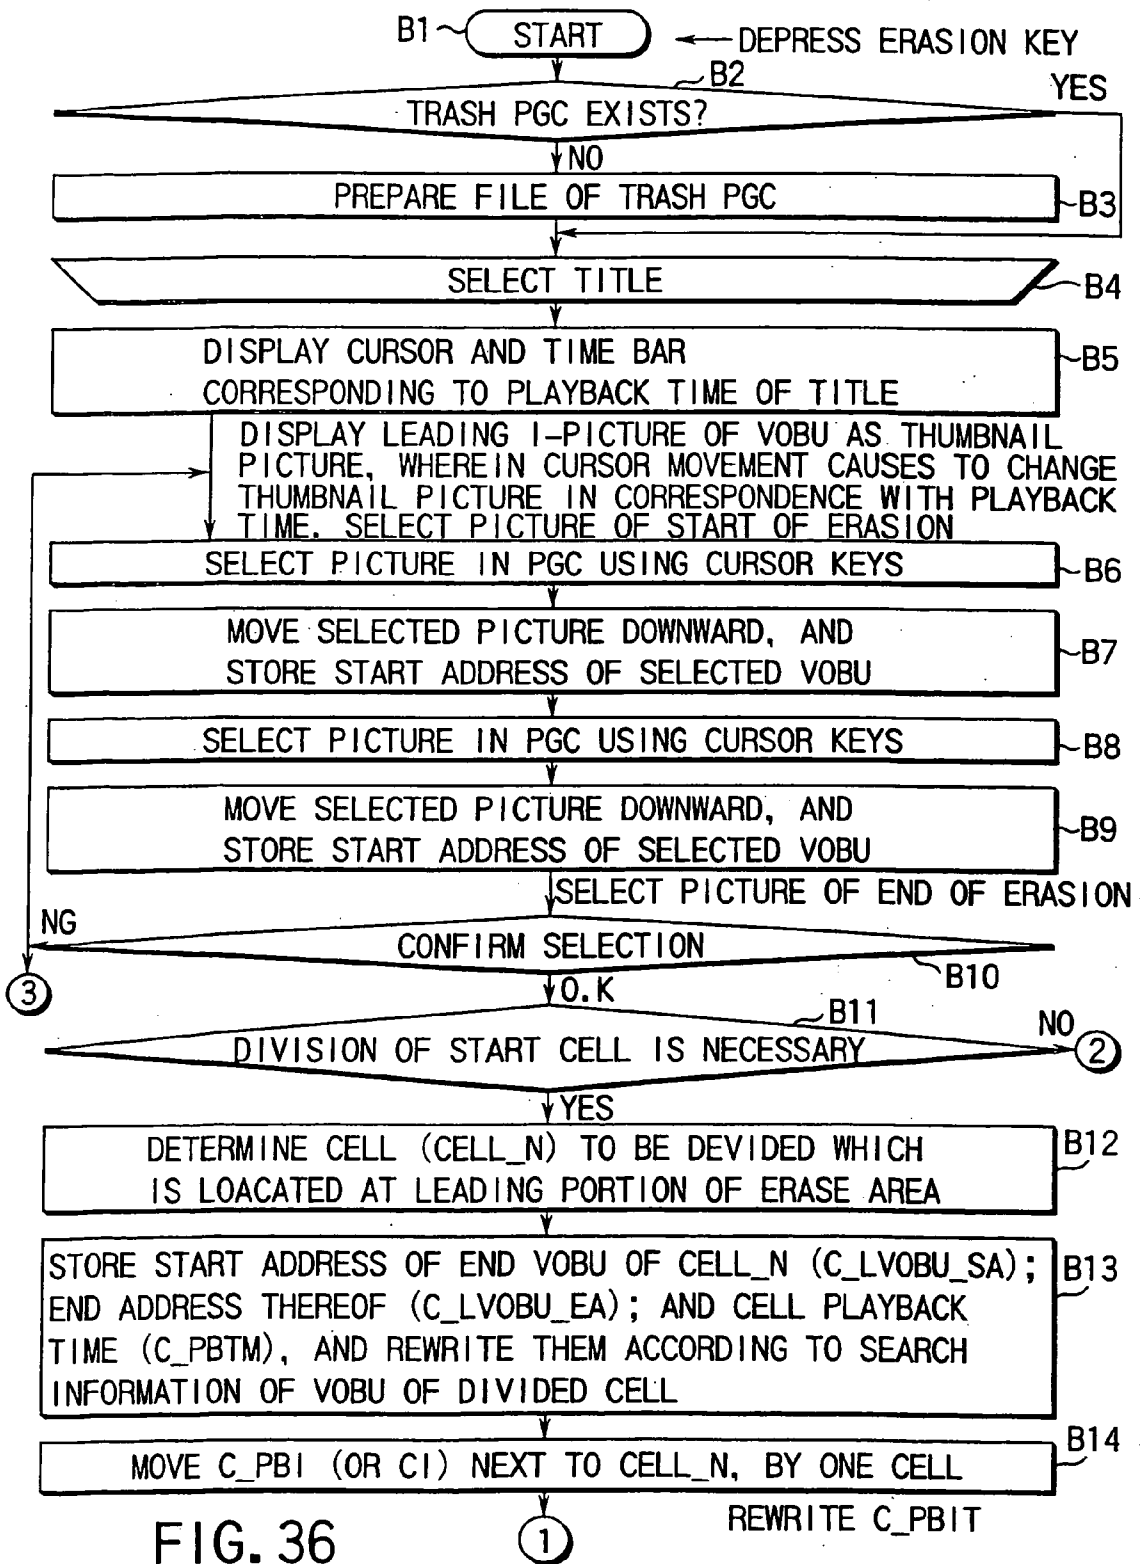 B1 START ← DEPRESS ERASION KEY
B2
YES
TRASH PGC EXISTS?
NO
PREPARE FILE OF TRASH PGC
B3
SELECT TITLE
B4
DISPLAY CURSOR AND TIME BAR
CORRESPONDING TO PLAYBACK TIME OF TITLE
B5
DISPLAY LEADING I-PICTURE OF VOBU AS THUMBNAIL
PICTURE, WHEREIN CURSOR MOVEMENT CAUSES TO CHANGE
THUMBNAIL PICTURE IN CORRESPONDENCE WITH PLAYBACK
TIME. SELECT PICTURE OF START OF ERASION
SELECT PICTURE IN PGC USING CURSOR KEYS
B6
MOVE SELECTED PICTURE DOWNWARD, AND
STORE START ADDRESS OF SELECTED VOBU
B7
SELECT PICTURE IN PGC USING CURSOR KEYS
B8
MOVE SELECTED PICTURE DOWNWARD, AND
STORE START ADDRESS OF SELECTED VOBU
B9
SELECT PICTURE OF END OF ERASION
NG
CONFIRM SELECTION
B10
3
O.K
B11
NO
DIVISION OF START CELL IS NECESSARY
2
YES
DETERMINE CELL (CELL_N) TO BE DEVIDED WHICH
IS LOACATED AT LEADING PORTION OF ERASE AREA
B12
STORE START ADDRESS OF END VOBU OF CELL_N (C_LVOBU_SA);
END ADDRESS THEREOF (C_LVOBU_EA); AND CELL PLAYBACK
TIME (C_PBTM), AND REWRITE THEM ACCORDING TO SEARCH
INFORMATION OF VOBU OF DIVIDED CELL
B13
MOVE C_PBI (OR CI) NEXT TO CELL_N, BY ONE CELL
B14
REWRITE C_PBIT
1
FIG. 36